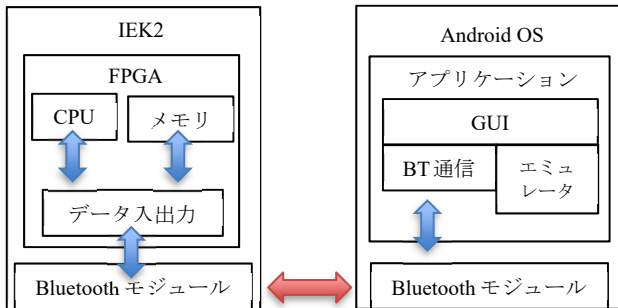 IEK2
FPGA
CPU
メモリ
データ入出力
Bluetooth モジュール
Android OS
アプリケーション
GUI
BT 通信
エミュ
レータ
Bluetooth モジュール